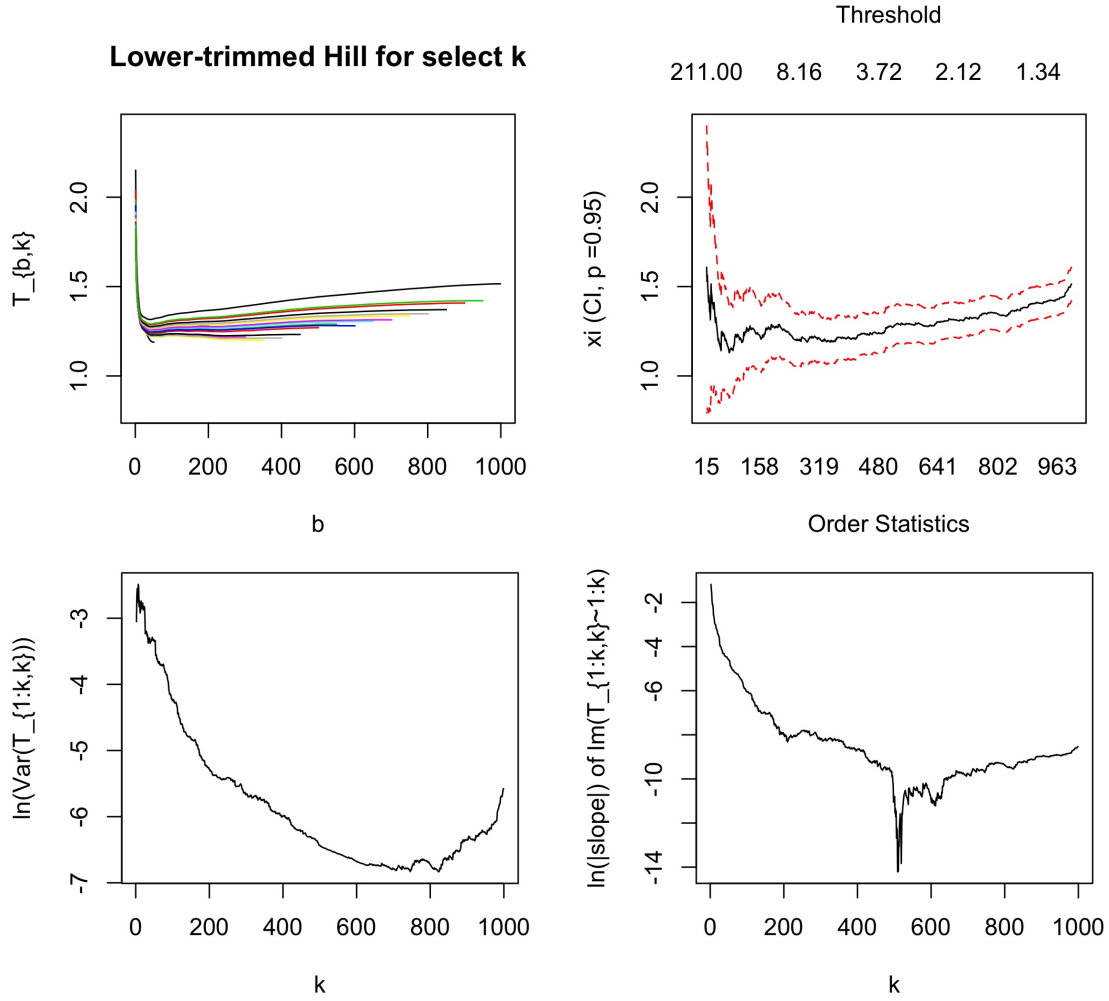 Lower-trimmed Hill for select k
T_{b,k}
1.0 1.5 2.0
0 200 400 600 800 1000
b
Threshold
211.00 8.16 3.72 2.12 1.34
xi (CI, p =0.95)
1.0 1.5 2.0
15 158 319 480 641 802 963
Order Statistics
ln(Var(T_{1:k,k}))
-7 -6 -5 -4 -3
0 200 400 600 800 1000
k
ln(|slope|) of lm(T_{1:k,k}~1:k)
-14 -10 -6 -4 -2
0 200 400 600 800 1000
k